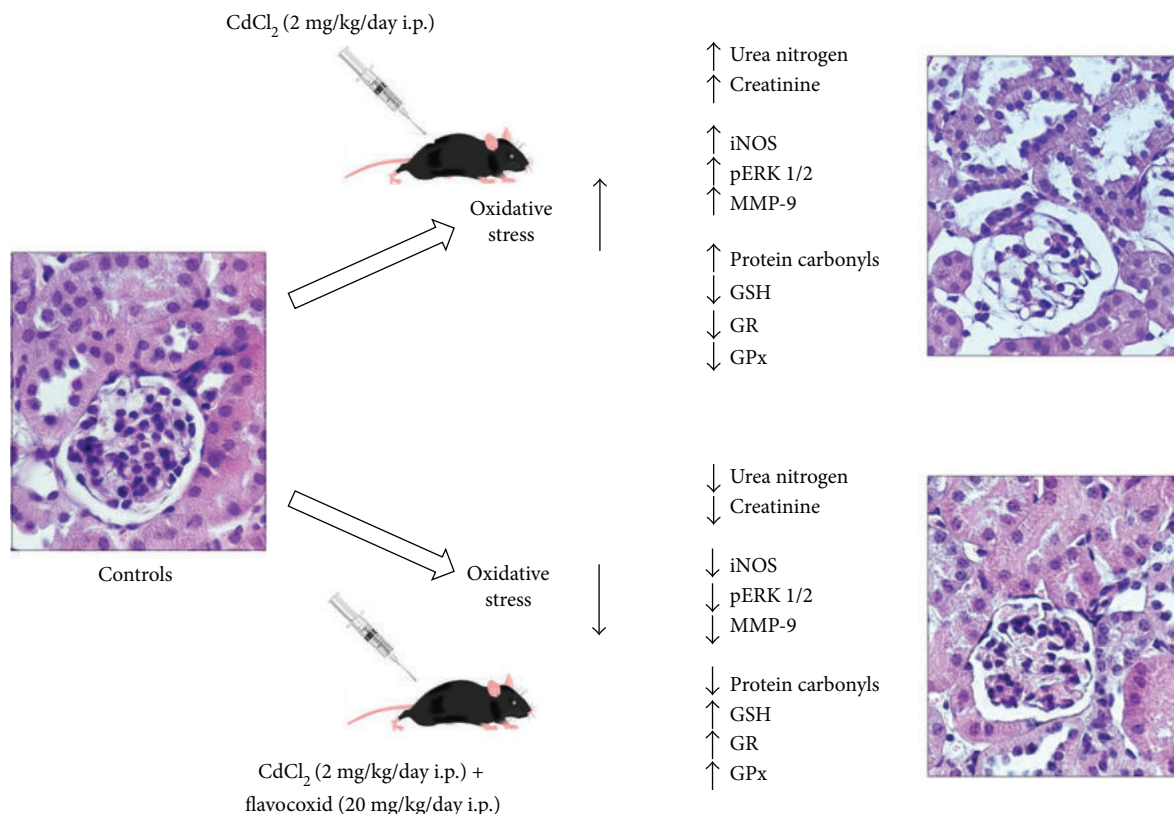 CdCl₂ (2 mg/kg/day i.p.)
↑ Urea nitrogen
↑ Creatinine
↑ iNOS
↑ pERK 1/2
↑ MMP-9
Oxidative
stress
↑
↑ Protein carbonyls
↓ GSH
↓ GR
↓ GPx
Controls
Oxidative
stress
↓
↓ Urea nitrogen
↓ Creatinine
↓ iNOS
↓ pERK 1/2
↓ MMP-9
↓ Protein carbonyls
↑ GSH
↑ GR
↑ GPx
CdCl₂ (2 mg/kg/day i.p.) +
flavocoxid (20 mg/kg/day i.p.)